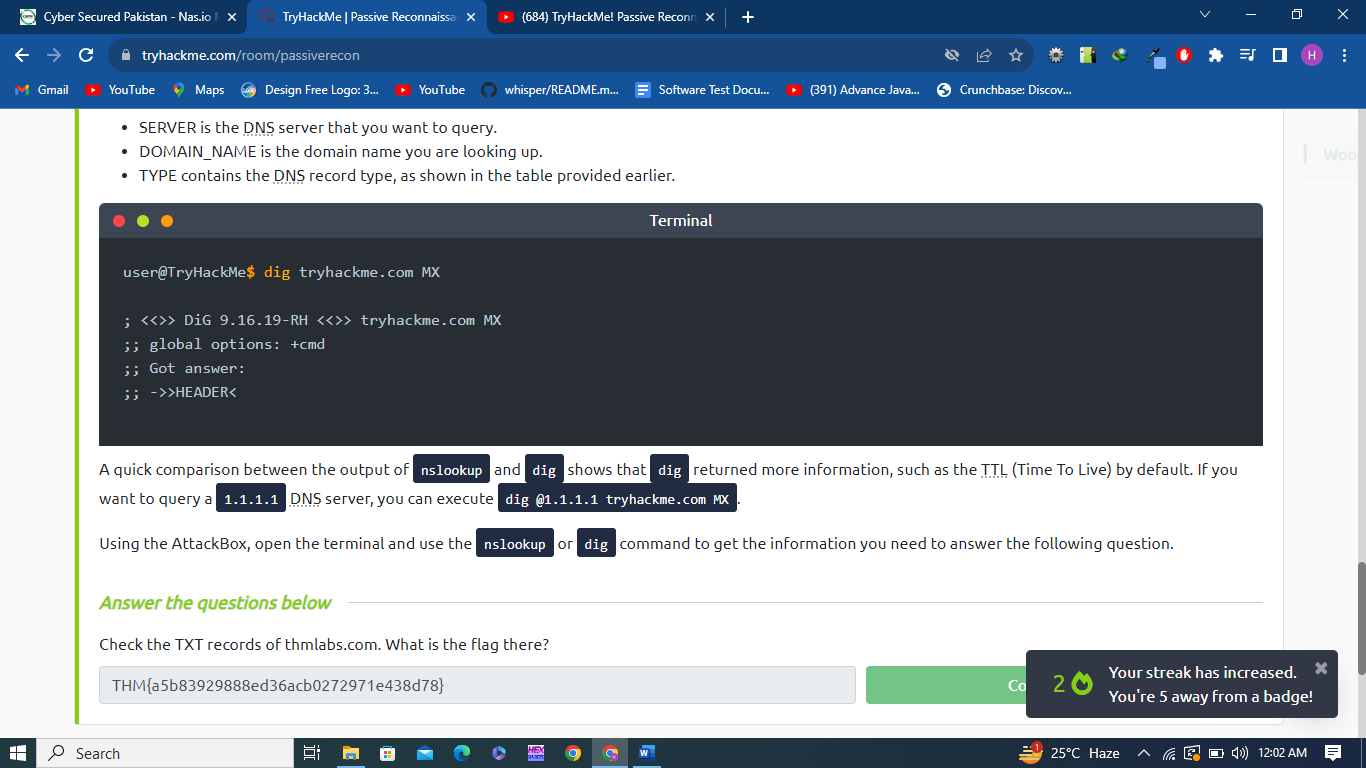 Cyber Secured Pakistan - Nas.io
TryHackMe | Passive Reconnaissa
(684) TryHackMe! Passive Reconn
tryhackme.com/room/passiverecon
H
Gmail
YouTube
Maps
Design Free Logo: 3...
YouTube
whisper/README.m...
Software Test Docu...
(391) Advance Java...
Crunchbase: Discov...
SERVER is the DNS server that you want to query.
DOMAIN_NAME is the domain name you are looking up.
Woo
TYPE contains the DNS record type, as shown in the table provided earlier.
Terminal
user@TryHackMe$ dig tryhackme.com MX
; <<>> DiG 9.16.19-RH <<>> tryhackme.com MX
;; global options: +cmd
;; Got answer:
;; ->>HEADER<
A quick comparison between the output of nslookup and dig shows that dig returned more information, such as the TTL (Time To Live) by default. If you
want to query a 1.1.1.1 DNS server, you can execute dig @1.1.1.1 tryhackme.com MX.
Using the AttackBox, open the terminal and use the nslookup or dig command to get the information you need to answer the following question.
Answer the questions below
Check the TXT records of thmlabs.com. What is the flag there?
THM{a5b83929888ed36acb0272971e438d78}
Co
2
Your streak has increased.
You're 5 away from a badge!
Search
1
25°C Haze
12:02 AM